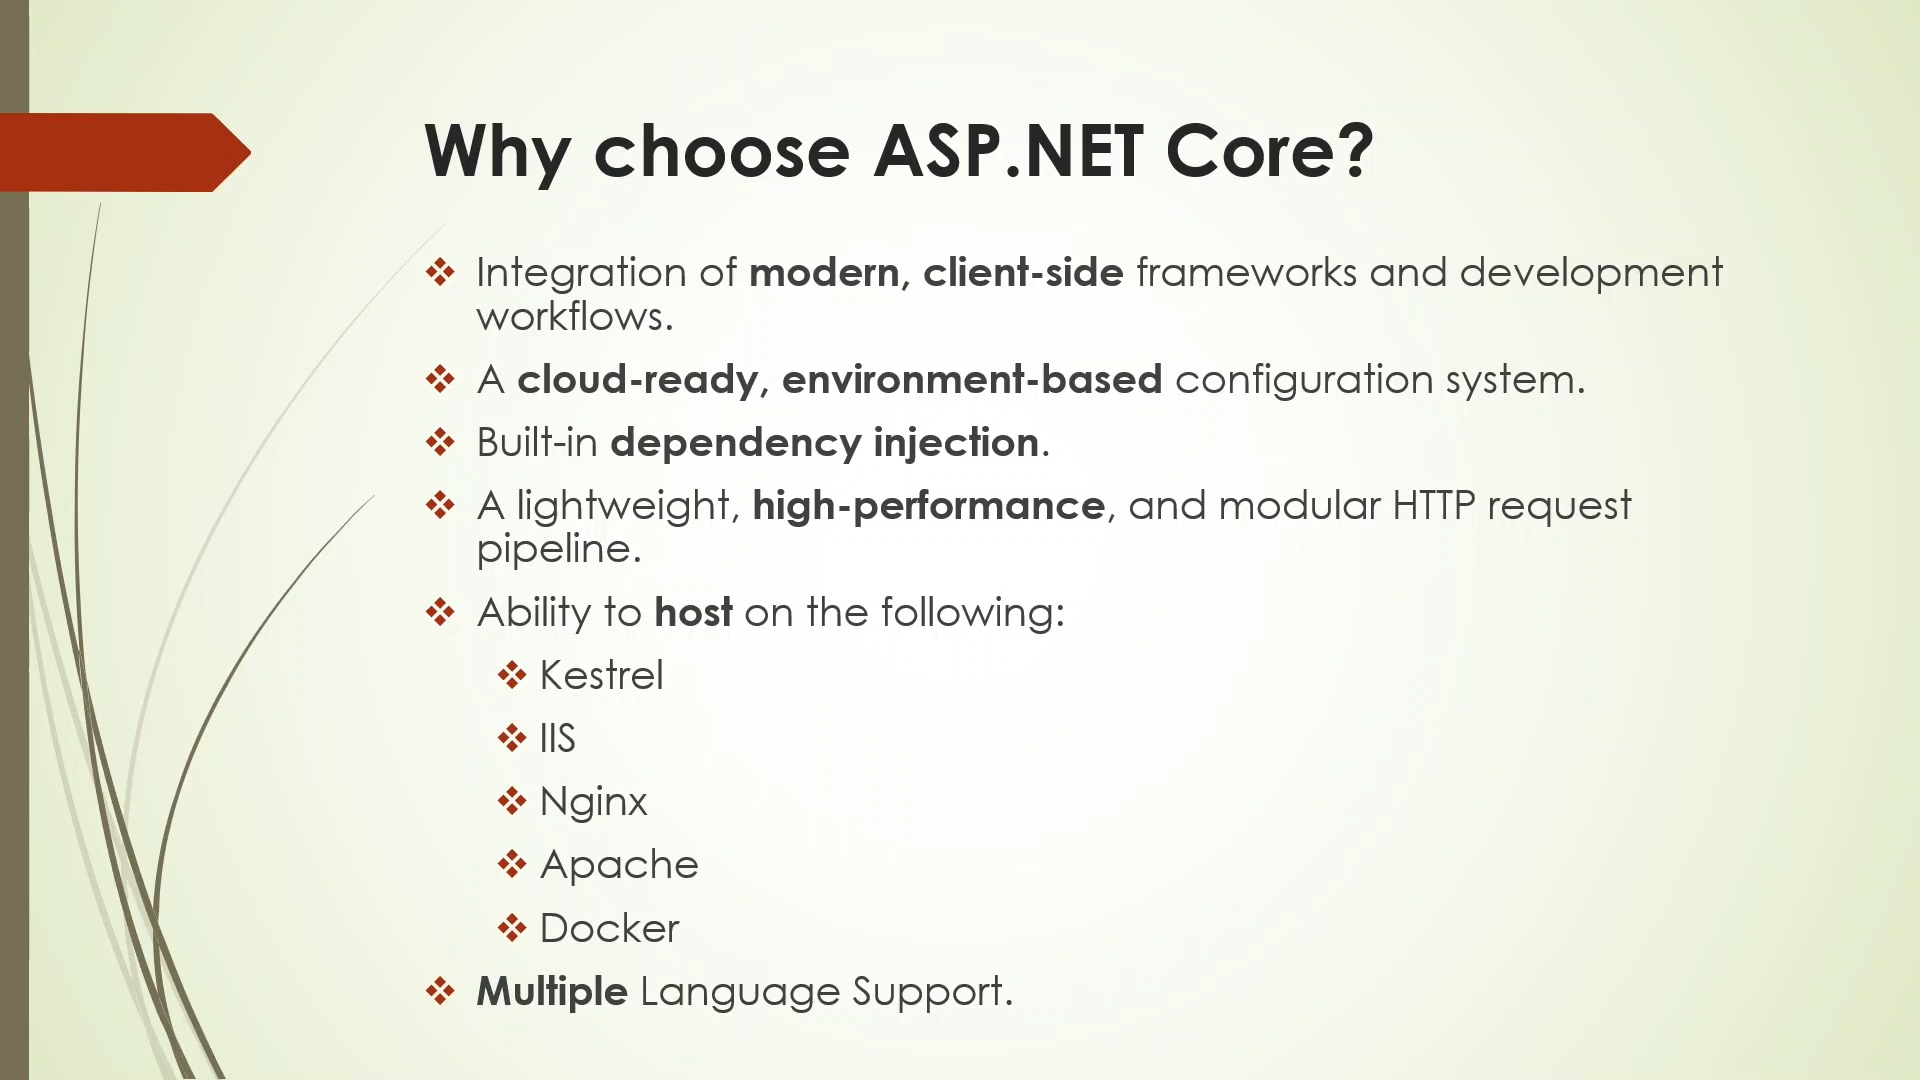 Why choose ASP.NET Core?
Integration of modern, client-side frameworks and development
workflows.
A cloud-ready, environment-based configuration system.
Built-in dependency injection.
A lightweight, high-performance, and modular HTTP request
pipeline.
Ability to host on the following:
Kestrel
IIS
Nginx
Apache
Docker
Multiple Language Support.